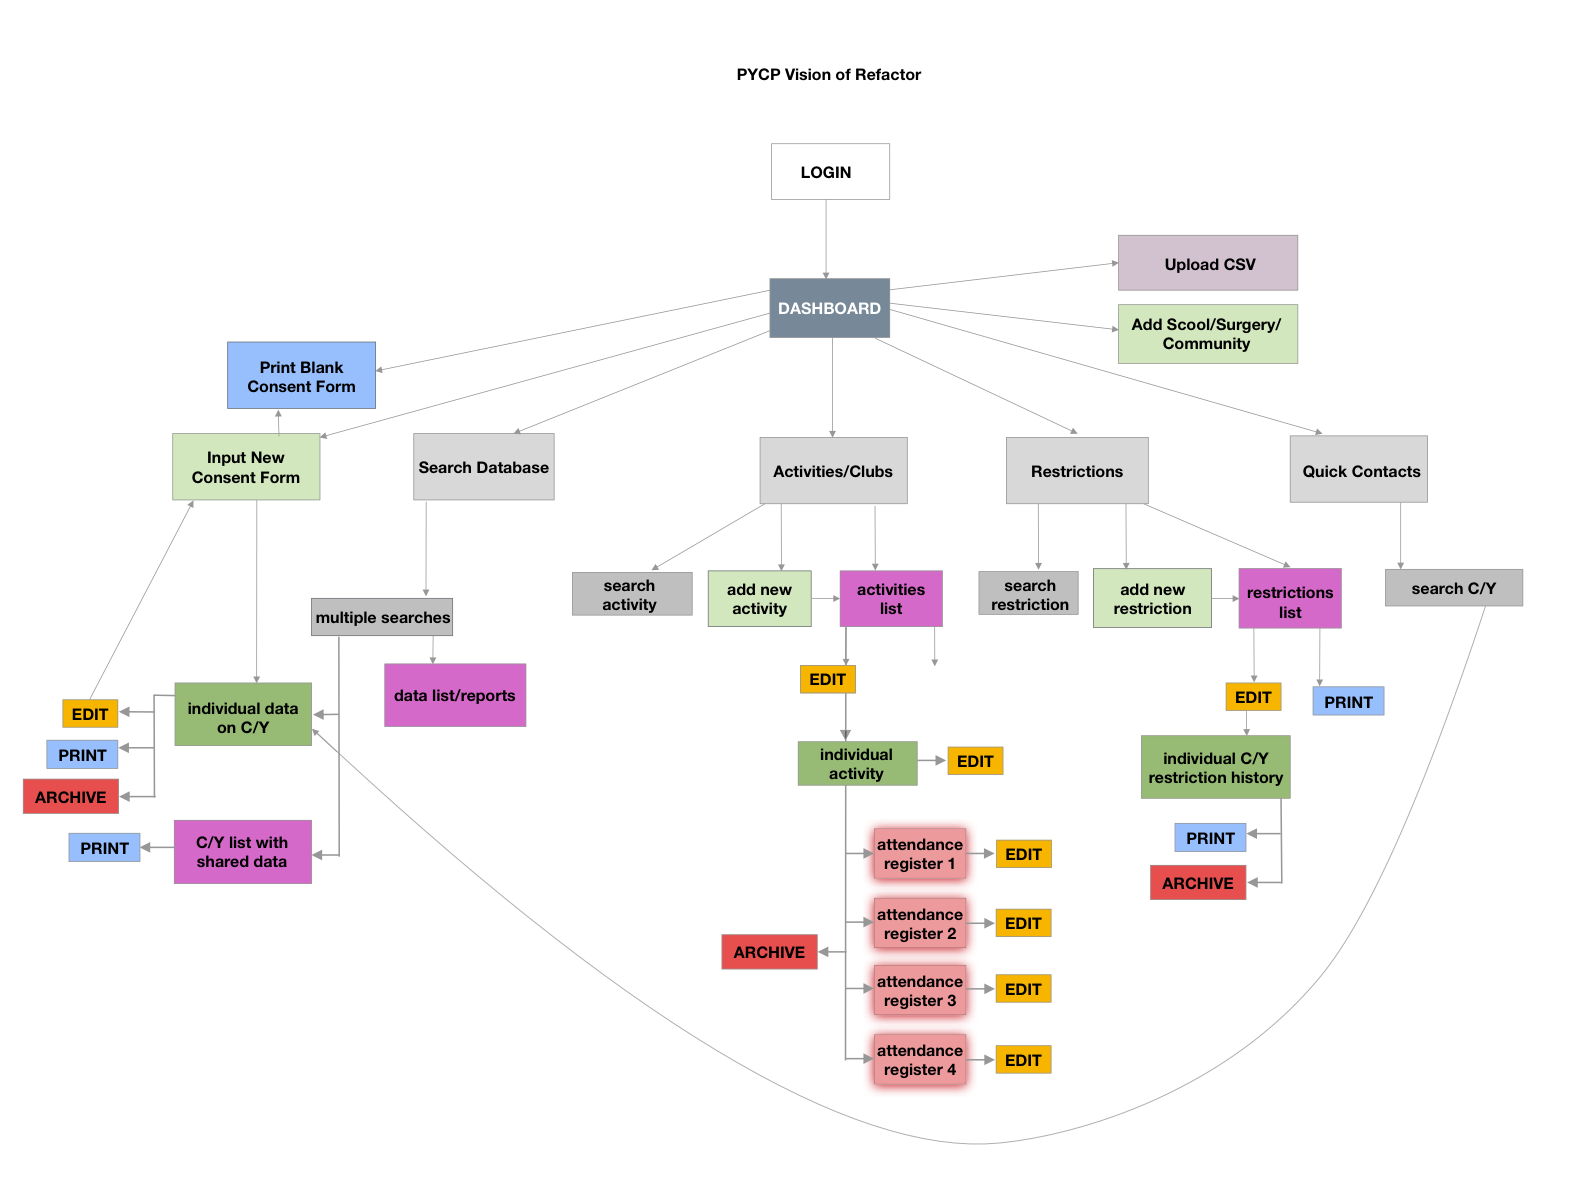 PYCP Vision of Refactor
LOGIN
Upload CSV
DASHBOARD
Add Scool/Surgery/
Community
Print Blank
Consent Form
Input New
Consent Form
Search Database
Activities/Clubs
Restrictions
Quick Contacts
search
activity
add new
activity
activities
list
search
restriction
add new
restriction
restrictions
list
search C/Y
multiple searches
data list/reports
individual data
on C/Y
EDIT
PRINT
ARCHIVE
PRINT
C/Y list with
shared data
EDIT
individual
activity
EDIT
attendance
register 1
EDIT
attendance
register 2
EDIT
ARCHIVE
attendance
register 3
EDIT
attendance
register 4
EDIT
EDIT
PRINT
individual C/Y
restriction history
PRINT
ARCHIVE